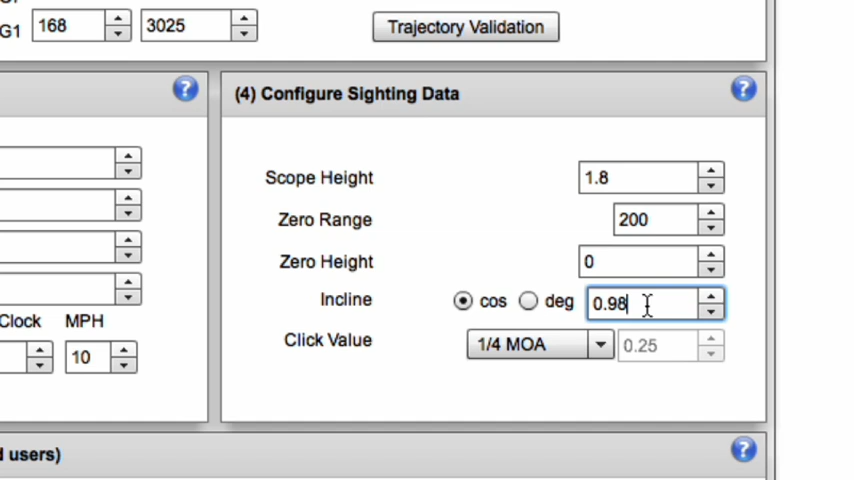 G1 168 3025 Trajectory Validation
?
(4) Configure Sighting Data ?
Scope Height 1.8
Zero Range 200
Zero Height 0
Incline cos deg 0.98
Click Value 1/4 MOA 0.25
Clock MPH
10
d users) ?